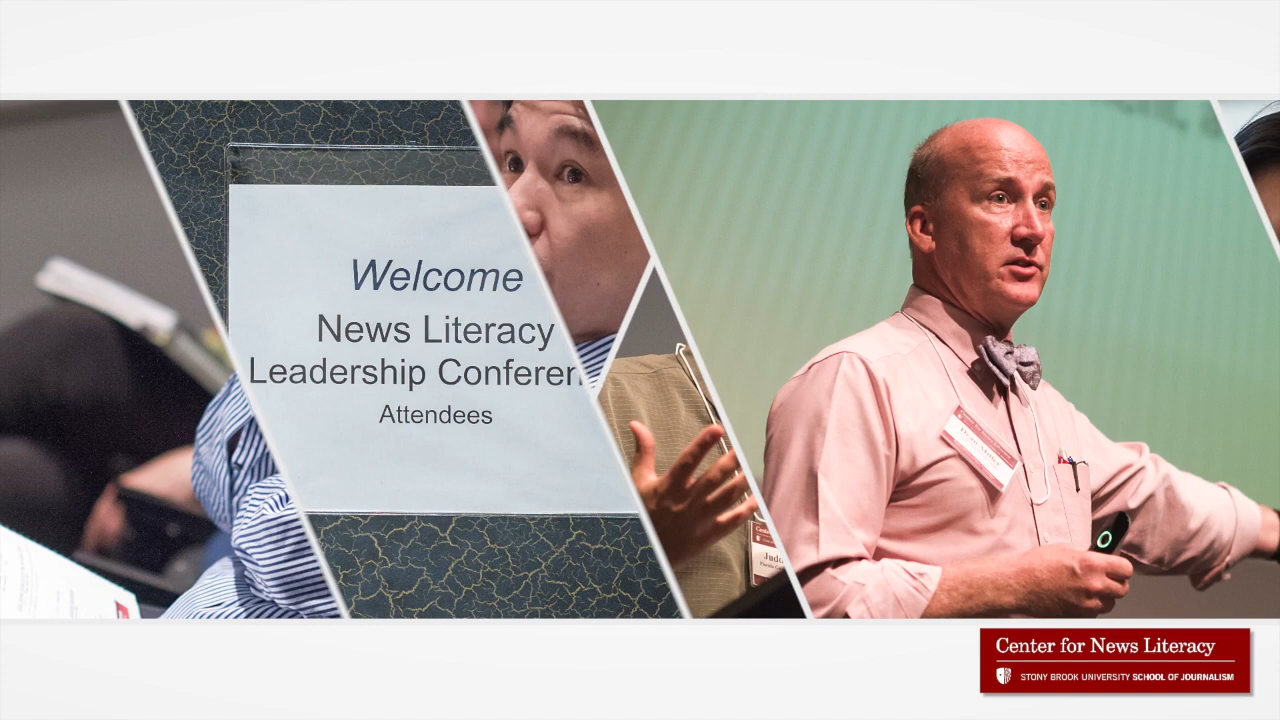 Welcome
News Literacy
Leadership Conferen
Attendees
Center for News Literacy
STONY BROOK UNIVERSITY SCHOOL OF JOURNALISM